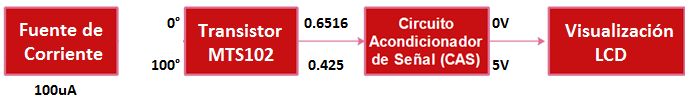 Fuente de
Corriente
100uA
0°
100°
Transistor
MTS102
0.6516
0.425
Circuito
Acondicionador
de Señal (CAS)
0V
5V
Visualización
LCD